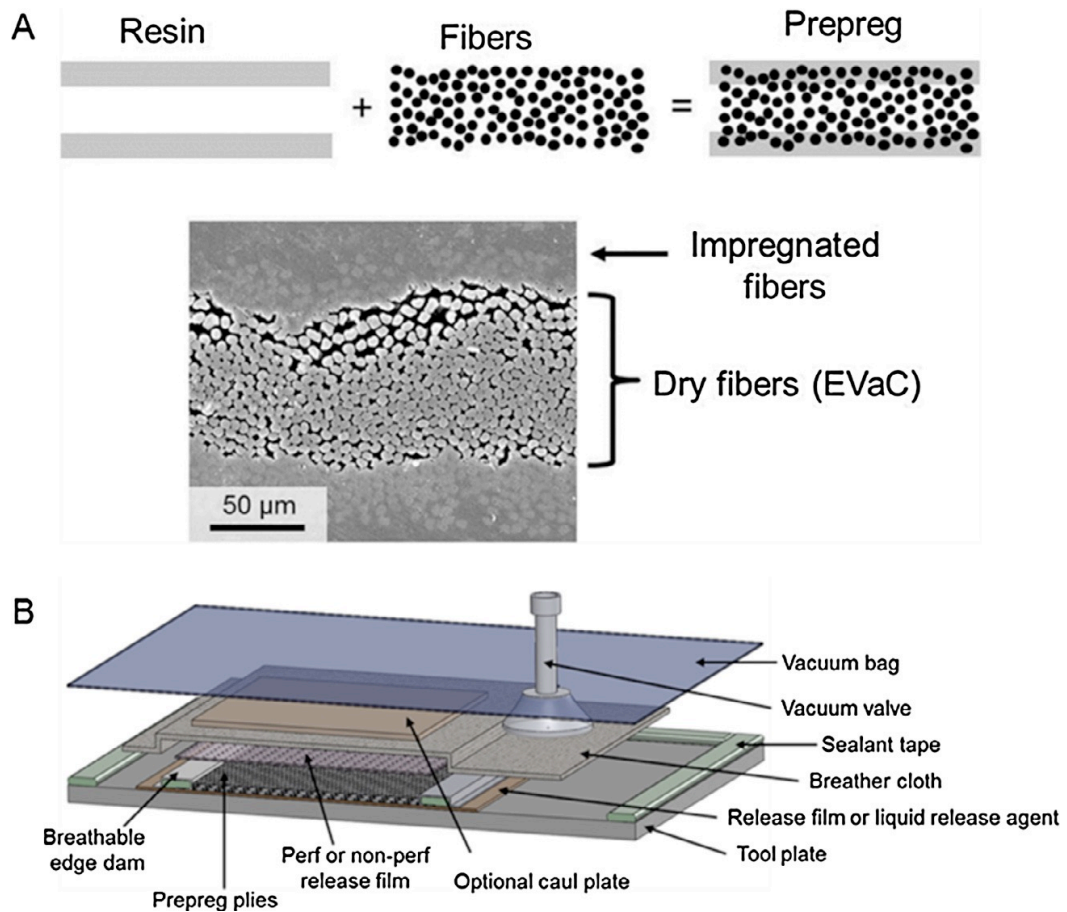 A
Resin
Fibers
Prepreg
+
=
Impregnated
fibers
Dry fibers (EVaC)
50 µm
B
Vacuum bag
Vacuum valve
Sealant tape
Breather cloth
Release film or liquid release agent
Tool plate
Breathable
edge dam
Prepreg plies
Perf or non-perf
release film
Optional caul plate